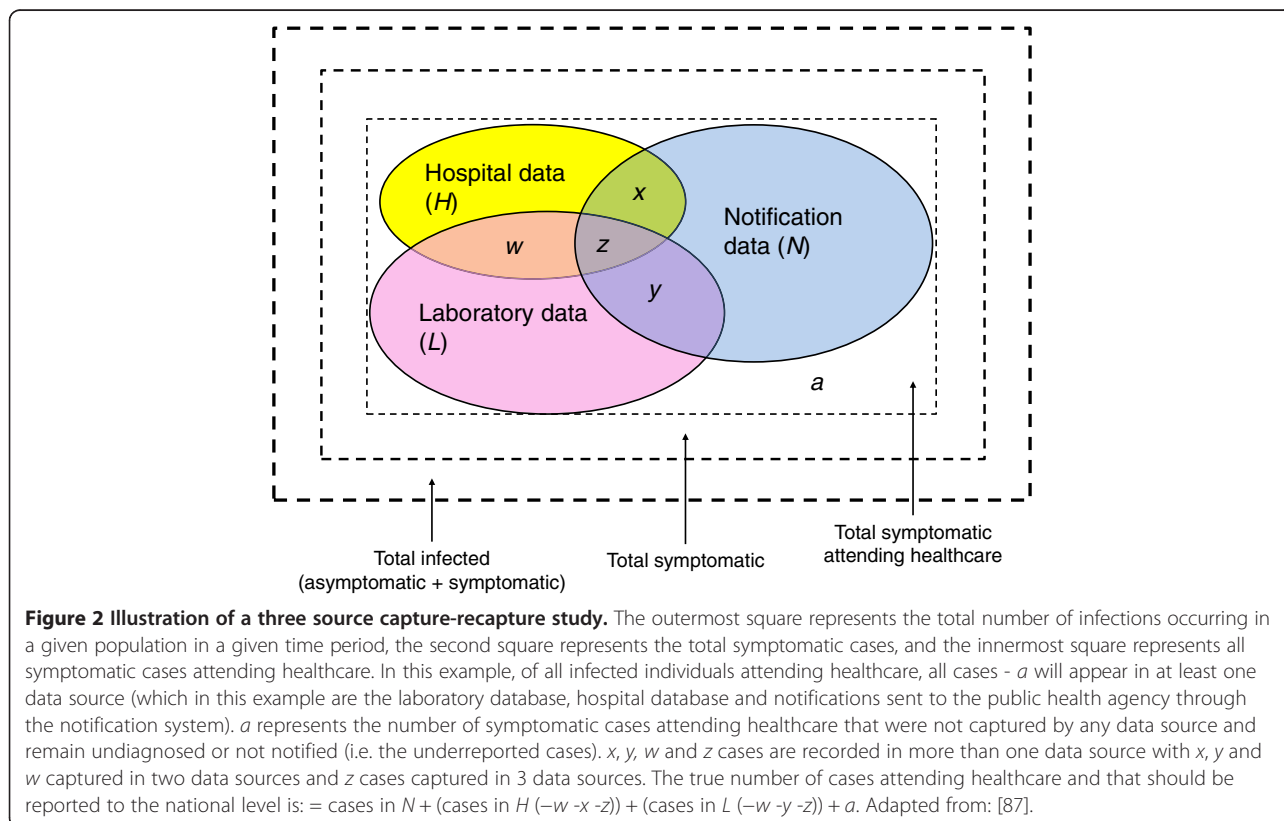 Hospital data
(H)
x
Notification
data (N)
w
z
y
Laboratory data
(L)
a
Total infected
(asymptomatic + symptomatic)
Total symptomatic
Total symptomatic
attending healthcare
Figure 2 Illustration of a three source capture-recapture study. The outermost square represents the total number of infections occurring in
a given population in a given time period, the second square represents the total symptomatic cases, and the innermost square represents all
symptomatic cases attending healthcare. In this example, of all infected individuals attending healthcare, all cases - a will appear in at least one
data source (which in this example are the laboratory database, hospital database and notifications sent to the public health agency through
the notification system). a represents the number of symptomatic cases attending healthcare that were not captured by any data source and
remain undiagnosed or not notified (i.e. the underreported cases). x, y, w and z cases are recorded in more than one data source with x, y and
w captured in two data sources and z cases captured in 3 data sources. The true number of cases attending healthcare and that should be
reported to the national level is: = cases in N + (cases in H (−w -x -z)) + (cases in L (−w -y -z)) + a. Adapted from: [87].